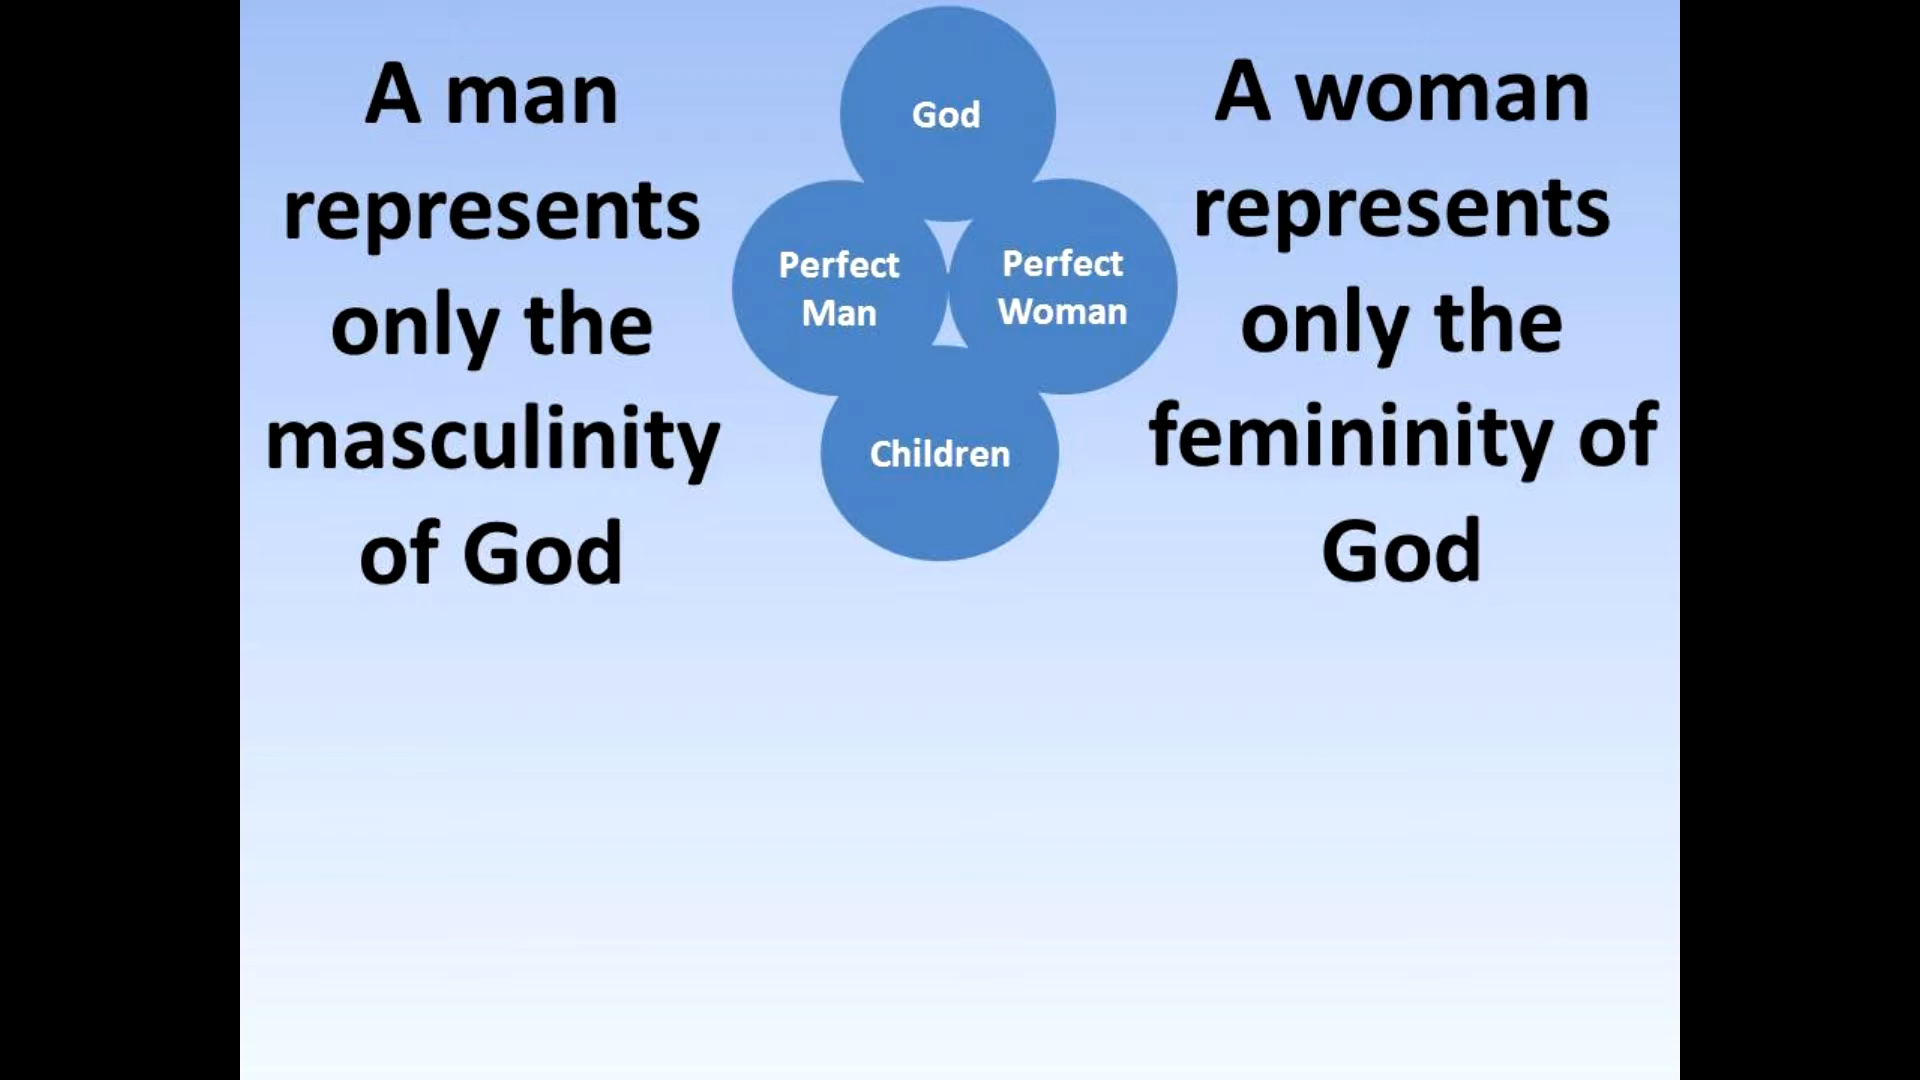 A man
represents
only the
masculinity
of God
God
Perfect
Man
Perfect
Woman
Children
A woman
represents
only the
femininity of
God